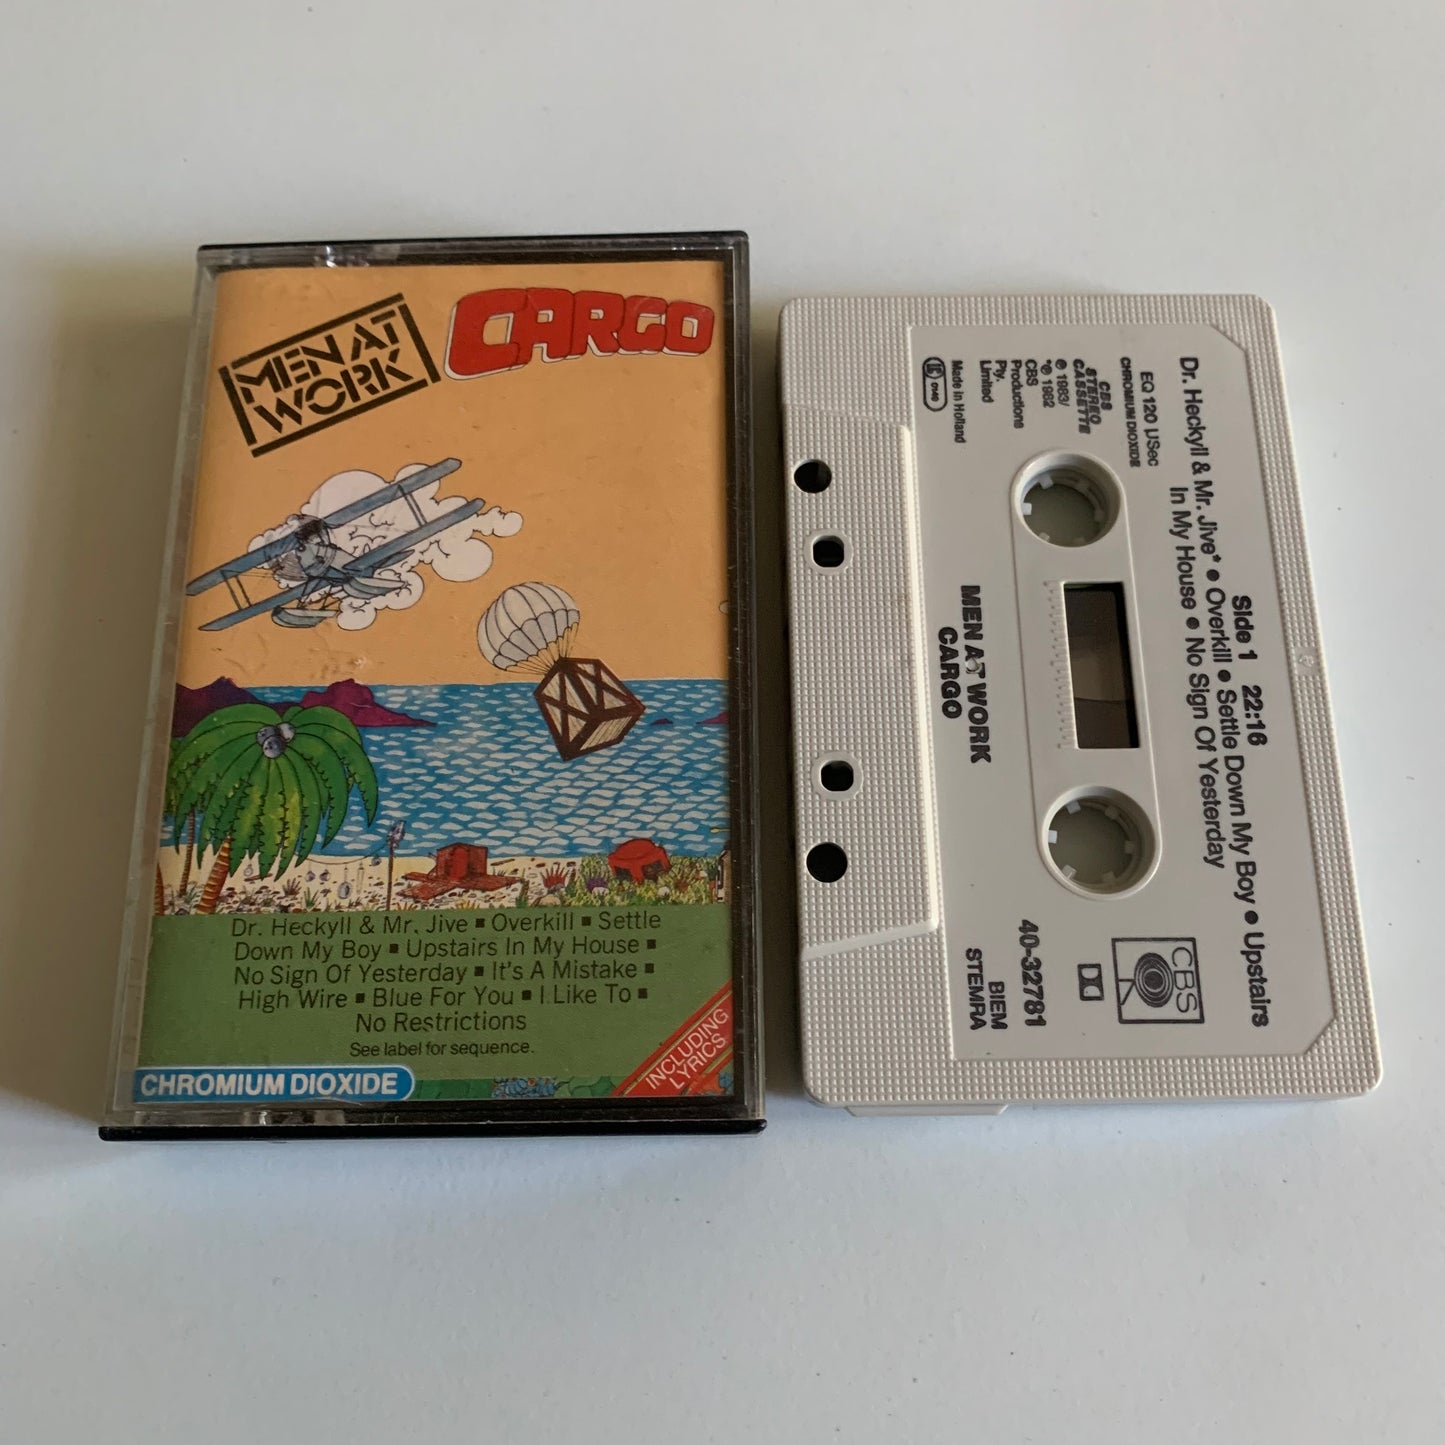 MEN AT
WORK
CARGO
Dr. Heckyll & Mr. Jive ▪ Overkill ▪ Settle
Down My Boy ▪ Upstairs In My House ▪
No Sign Of Yesterday ▪ It's A Mistake ▪
High Wire ▪ Blue For You ▪ I Like To ▪
No Restrictions
See label for sequence.
CHROMIUM DIOXIDE
INCLUDING
LYRICS
Side 1 22:16
Dr. Heckyll & Mr. Jive* ● Overkill ● Settle Down My Boy ● Upstairs
In My House ● No Sign Of Yesterday
EQ 120 µSec
CHROMIUM DIOXIDE
CBS
STEREO
CASSETTE
℗ 1983/
*℗ 1982
CBS
Productions
Pty.
Limited
Made in Holland
MEN AT WORK
CARGO
CBS
40-32781
BIEM
STEMRA